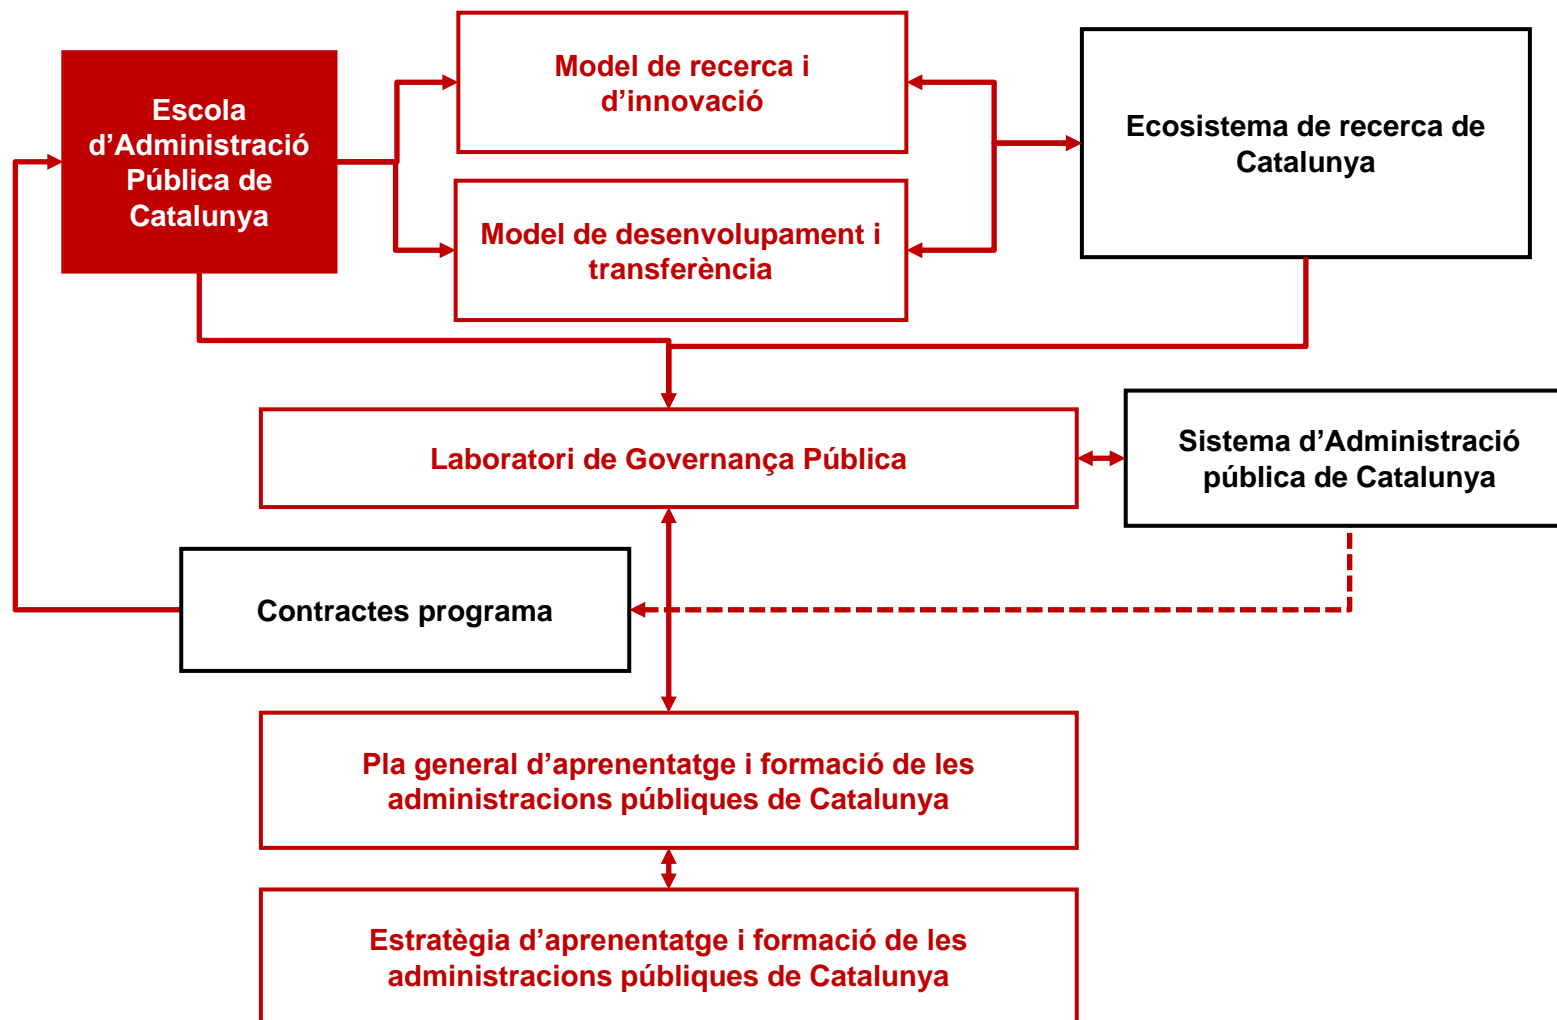 Escola
d’Administració
Pública de
Catalunya
Model de recerca i
d’innovació
Model de desenvolupament i
transferència
Ecosistema de recerca de
Catalunya
Laboratori de Governança Pública
Sistema d’Administració
pública de Catalunya
Contractes programa
Pla general d’aprenentatge i formació de les
administracions públiques de Catalunya
Estratègia d’aprenentatge i formació de les
administracions públiques de Catalunya